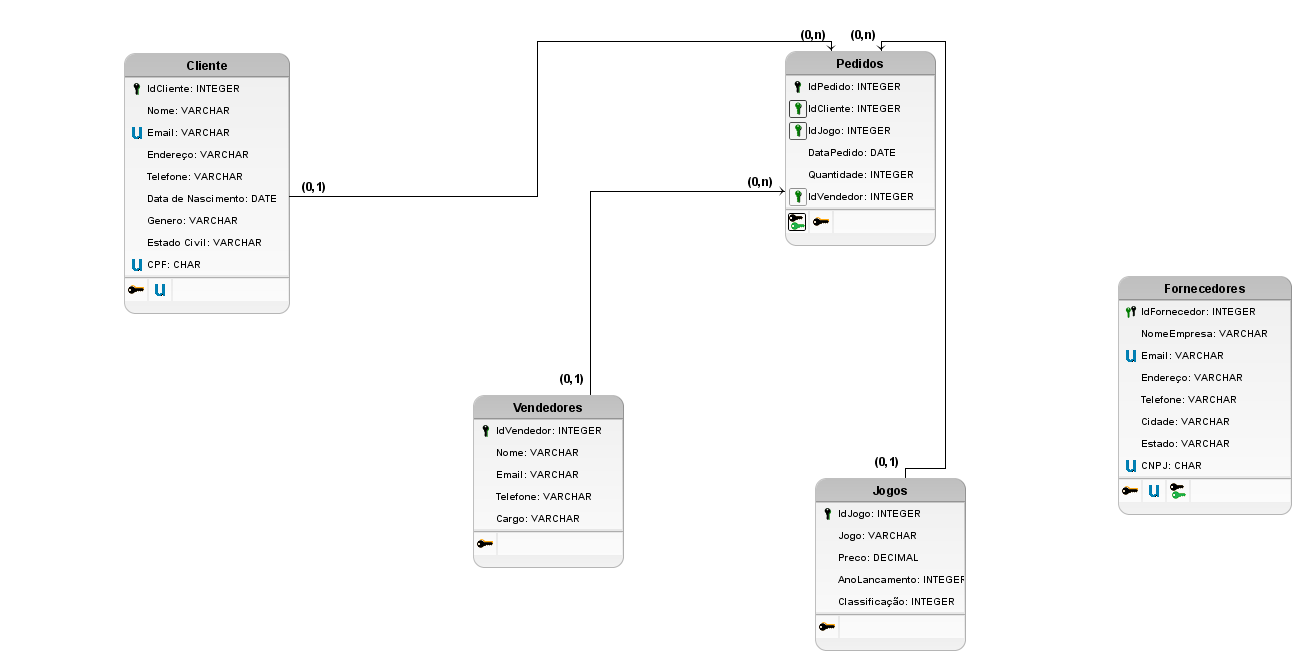 Cliente
IdCliente: INTEGER
Nome: VARCHAR
Email: VARCHAR
Endereço: VARCHAR
Telefone: VARCHAR
Data de Nascimento: DATE
Genero: VARCHAR
Estado Civil: VARCHAR
CPF: CHAR
(0,1)
(0,n)
(0,n)
Pedidos
IdPedido: INTEGER
IdCliente: INTEGER
IdJogo: INTEGER
DataPedido: DATE
Quantidade: INTEGER
IdVendedor: INTEGER
(0,n)
(0,1)
Vendedores
IdVendedor: INTEGER
Nome: VARCHAR
Email: VARCHAR
Telefone: VARCHAR
Cargo: VARCHAR
(0,1)
Jogos
IdJogo: INTEGER
Jogo: VARCHAR
Preco: DECIMAL
AnoLancamento: INTEGER
Classificação: INTEGER
Fornecedores
IdFornecedor: INTEGER
NomeEmpresa: VARCHAR
Email: VARCHAR
Endereço: VARCHAR
Telefone: VARCHAR
Cidade: VARCHAR
Estado: VARCHAR
CNPJ: CHAR